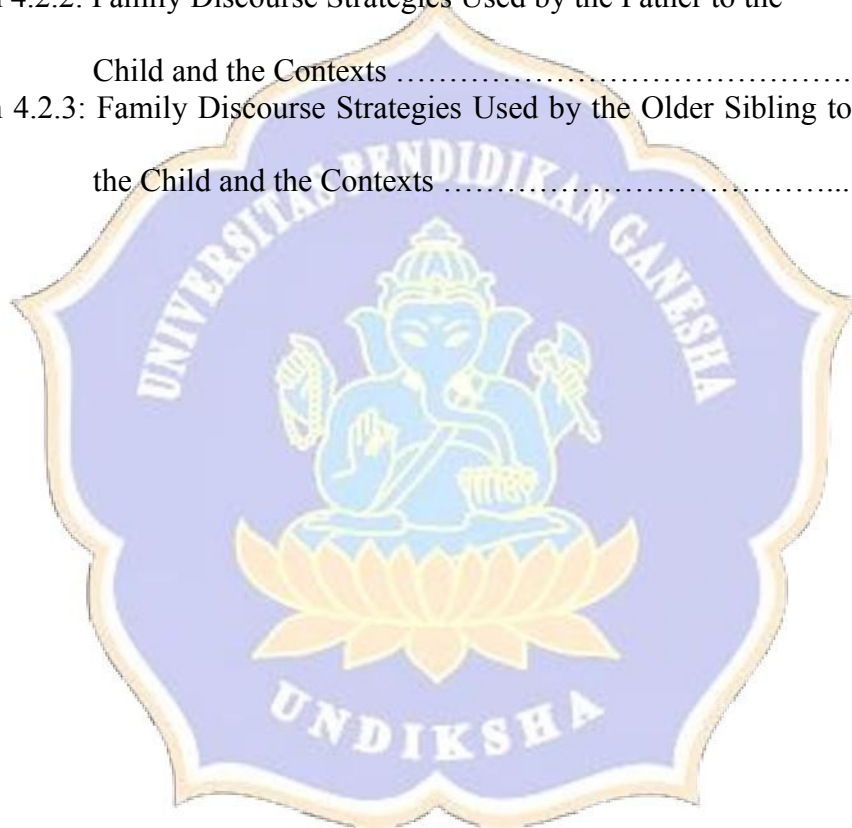 4.2.2: Family Discourse Strategies Used by the Father to the
Child and the Contexts ……………………………………….
4.2.3: Family Discourse Strategies Used by the Older Sibling to
the Child and the Contexts ………………………………...
UNIVERSITAS PENDIDIKAN GANESHA
UNDIKSHA